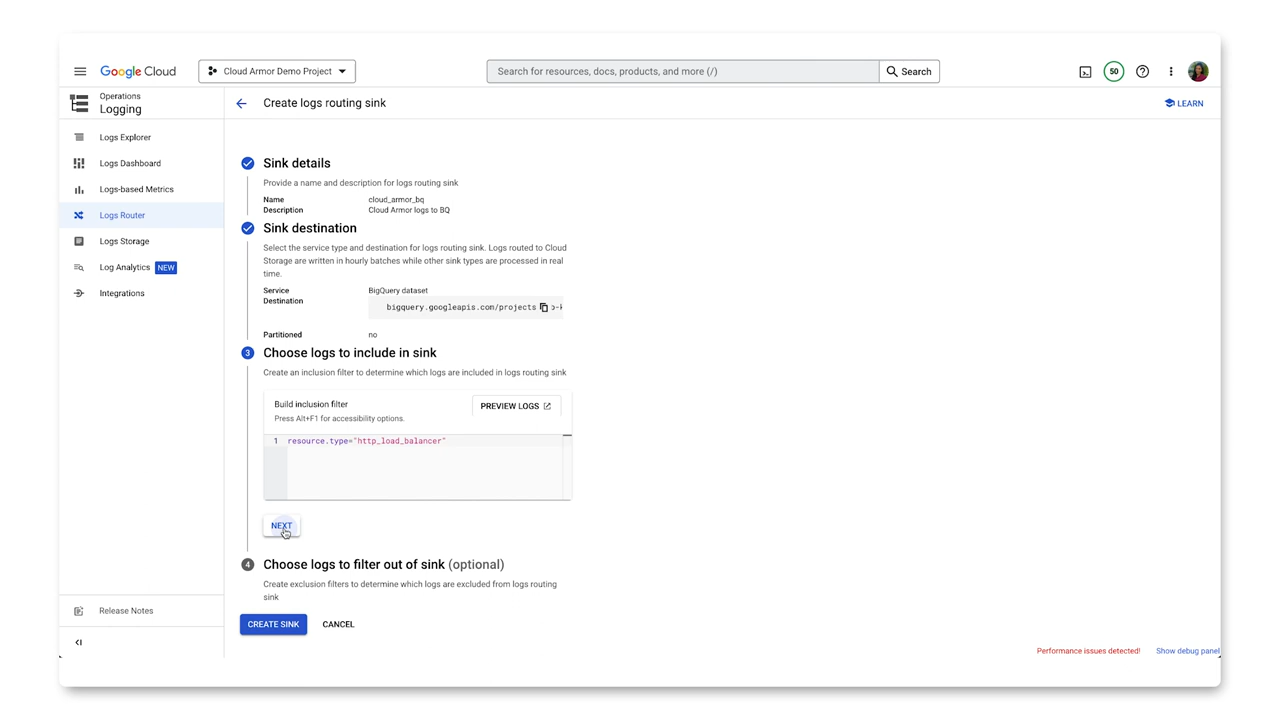 Google Cloud
Cloud Armor Demo Project
Search for resources, docs, products, and more (/)
Search
50
Operations
Logging
Create logs routing sink
LEARN
Logs Explorer
Logs Dashboard
Logs-based Metrics
Logs Router
Logs Storage
Log Analytics NEW
Integrations
Release Notes
Sink details
Provide a name and description for logs routing sink
Name cloud_armor_bq
Description Cloud Armor logs to BQ
Sink destination
Select the service type and destination for logs routing sink. Logs routed to Cloud
Storage are written in hourly batches while other sink types are processed in real
time.
Service BigQuery dataset
Destination
bigquery.googleapis.com/projects
Partitioned no
3 Choose logs to include in sink
Create an inclusion filter to determine which logs are included in logs routing sink
Build inclusion filter
PREVIEW LOGS
Press Alt+F1 for accessibility options.
1 resource.type="http_load_balancer"
NEXT
4 Choose logs to filter out of sink (optional)
Create exclusion filters to determine which logs are excluded from logs routing
sink
CREATE SINK CANCEL
Performance issues detected! Show debug panel